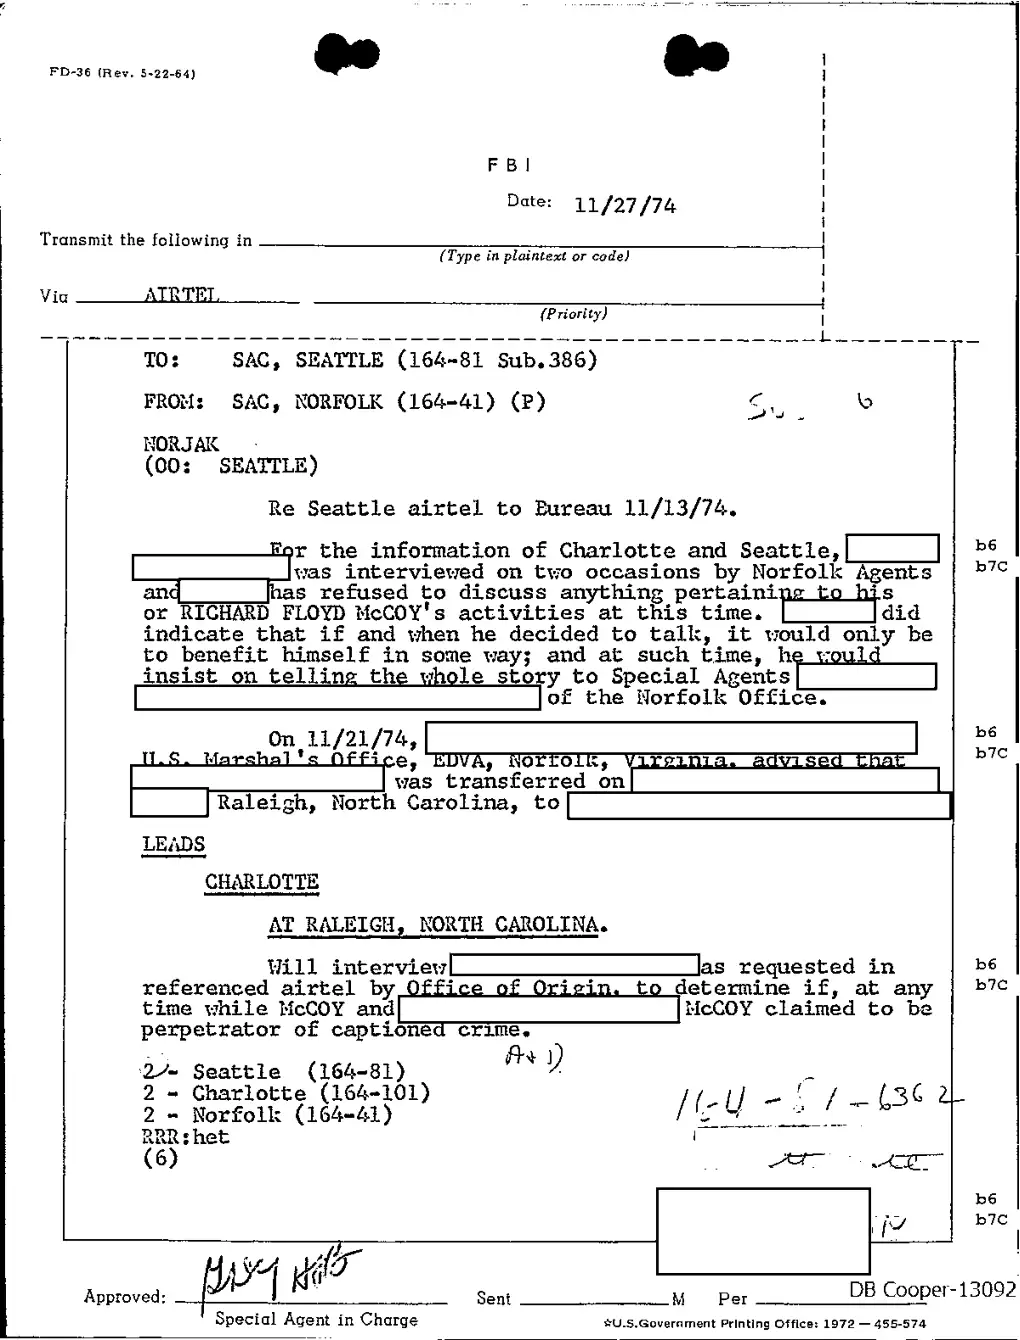 FD-36 (Rev. 5-22-64)
F B I
Date: 11/27/74
Transmit the following in
(Type in plaintext or code)
Via AIRTEL
(Priority)
TO: SAC, SEATTLE (164-81 Sub.386)
FROM: SAC, NORFOLK (164-41) (P)
NORJAK
(OO: SEATTLE)
Re Seattle airtel to Bureau 11/13/74.
For the information of Charlotte and Seattle,
b6
was interviewed on two occasions by Norfolk Agents
b7C
and has refused to discuss anything pertaining to his
or RICHARD FLOYD McCOY's activities at this time. did
indicate that if and when he decided to talk, it would only be
to benefit himself in some way; and at such time, he would
insist on telling the whole story to Special Agents
of the Norfolk Office.
On 11/21/74,
b6
U.S. Marshal's Office, EDVA, Norfolk, Virginia, advised that
b7C
was transferred on
Raleigh, North Carolina, to
LEADS
CHARLOTTE
AT RALEIGH, NORTH CAROLINA.
Will interview as requested in
b6
referenced airtel by Office of Origin, to determine if, at any
b7C
time while McCOY and McCOY claimed to be
perpetrator of captioned crime.
2 - Seattle (164-81)
2 - Charlotte (164-101)
2 - Norfolk (164-41)
RRR:het
(6)
164-81-6362
b6
b7C
Approved:
Sent M Per
DB Cooper-13092
Special Agent in Charge
☆U.S.Government Printing Office: 1972 — 455-574